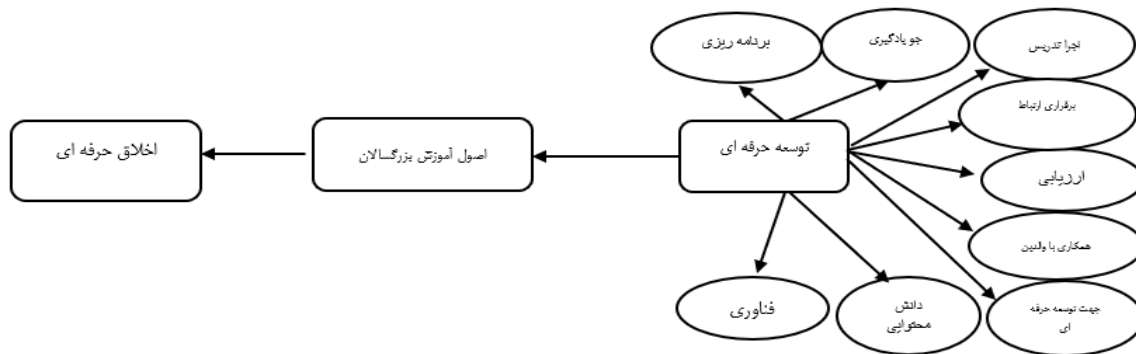 برنامه ریزی
جو یادگیری
اجرا تدریس
برقراری ارتباط
ارزیابی
همکاری با والدین
جهت توسعه حرفه
ای
توسعه حرفه ای
اصول آموزش بزرگسالان
اخلاق حرفه ای
دانش
محتوایی
فناوری